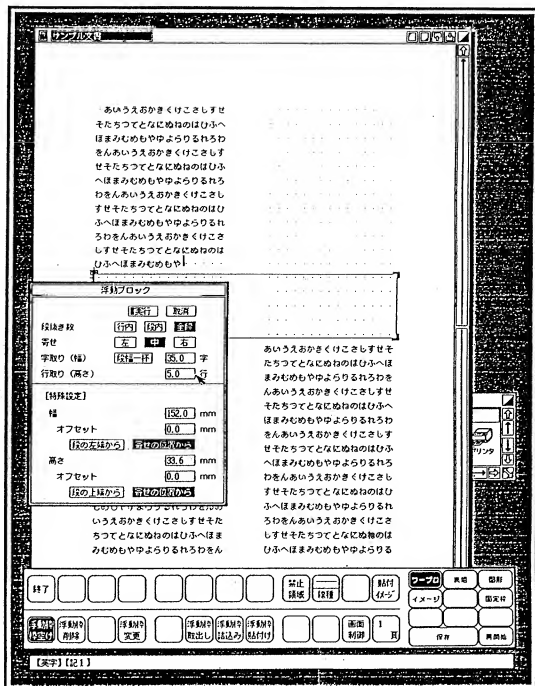 サンプル文書
あいうえおかきくけこさしすせ
そたちつてとなにぬねのはひふへ
ほまみむめもやゆよらりるれろわ
をんあいうえおかきくけこさしす
せそたちつてとなにぬねのはひふ
へほまみむめもやゆよらりるれろ
わをんあいうえおかきくけこさし
すせそたちつてとなにぬねのはひ
ふへほまみむめもやゆよらりるれ
ろわをんあいうえおかきくけこさ
しすせそたちつてとなにぬねのは
ひふへほまみむめもや
浮動ブロック
実行 取消
段抜き段 行内 段内 全段
寄せ 左 中 右
字取り (幅) 段幅一杯 35.0 字
行取り (高さ) 5.0 行
[特殊設定]
幅 152.0 mm
オフセット 0.0 mm
段の左端から 寄せの位置から
高さ 33.6 mm
オフセット 0.0 mm
段の上端から 寄せの位置から
いうえおかきくけこさしすせそた
ちつてとなにぬねのはひふへほま
みむめもやゆよらりるれろわをん
あいうえおかきくけこさしすせそ
たちつてとなにぬねのはひふへほ
まみむめもやゆよらりるれろわを
んあいうえおかきくけこさしすせ
そたちつてとなにぬねのはひふへ
ほまみむめもやゆよらりるれろわ
をんあいうえおかきくけこさしす
せそたちつてとなにぬねのはひふ
へほまみむめもやゆよらりるれろ
わをんあいうえおかきくけこさし
すせそたちつてとなにぬねのはひ
ふへほまみむめもやゆよらりるれ
ろわをんあいうえおかきくけこさ
しすせそたちつてとなにぬねのは
ひふへほまみむめもやゆよらりる
リンタ
終了 禁止領域 線種 貼付イメージ
ワープロ 図形
イメージ 固定枠
浮動枠設定 浮動枠削除 浮動枠変更 浮動枠取出し 浮動枠詰込み 浮動枠貼付け 画面制御 1 頁
保存 再開始
【英字】【記1】